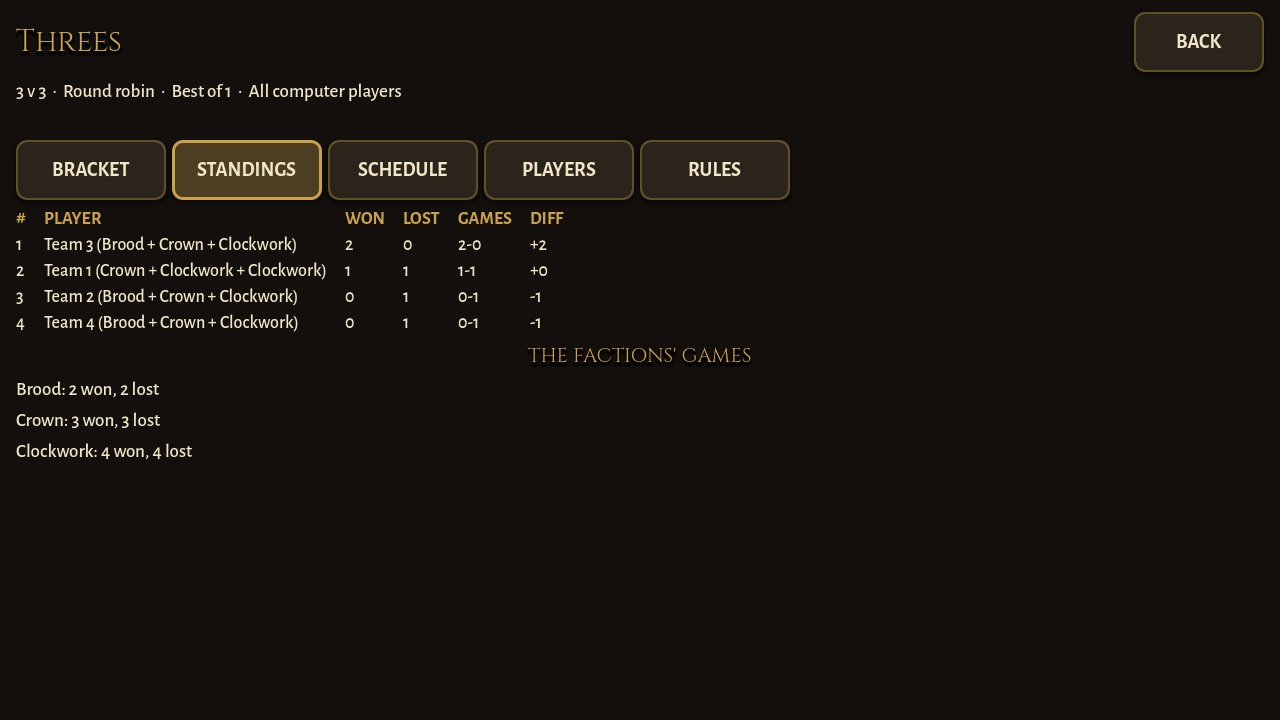 Threes
BACK
3 v 3 · Round robin · Best of 1 · All computer players
BRACKET STANDINGS SCHEDULE PLAYERS RULES
# PLAYER WON LOST GAMES DIFF
1 Team 3 (Brood + Crown + Clockwork) 2 0 2-0 +2
2 Team 1 (Crown + Clockwork + Clockwork) 1 1 1-1 +0
3 Team 2 (Brood + Crown + Clockwork) 0 1 0-1 -1
4 Team 4 (Brood + Crown + Clockwork) 0 1 0-1 -1
THE FACTIONS' GAMES
Brood: 2 won, 2 lost
Crown: 3 won, 3 lost
Clockwork: 4 won, 4 lost